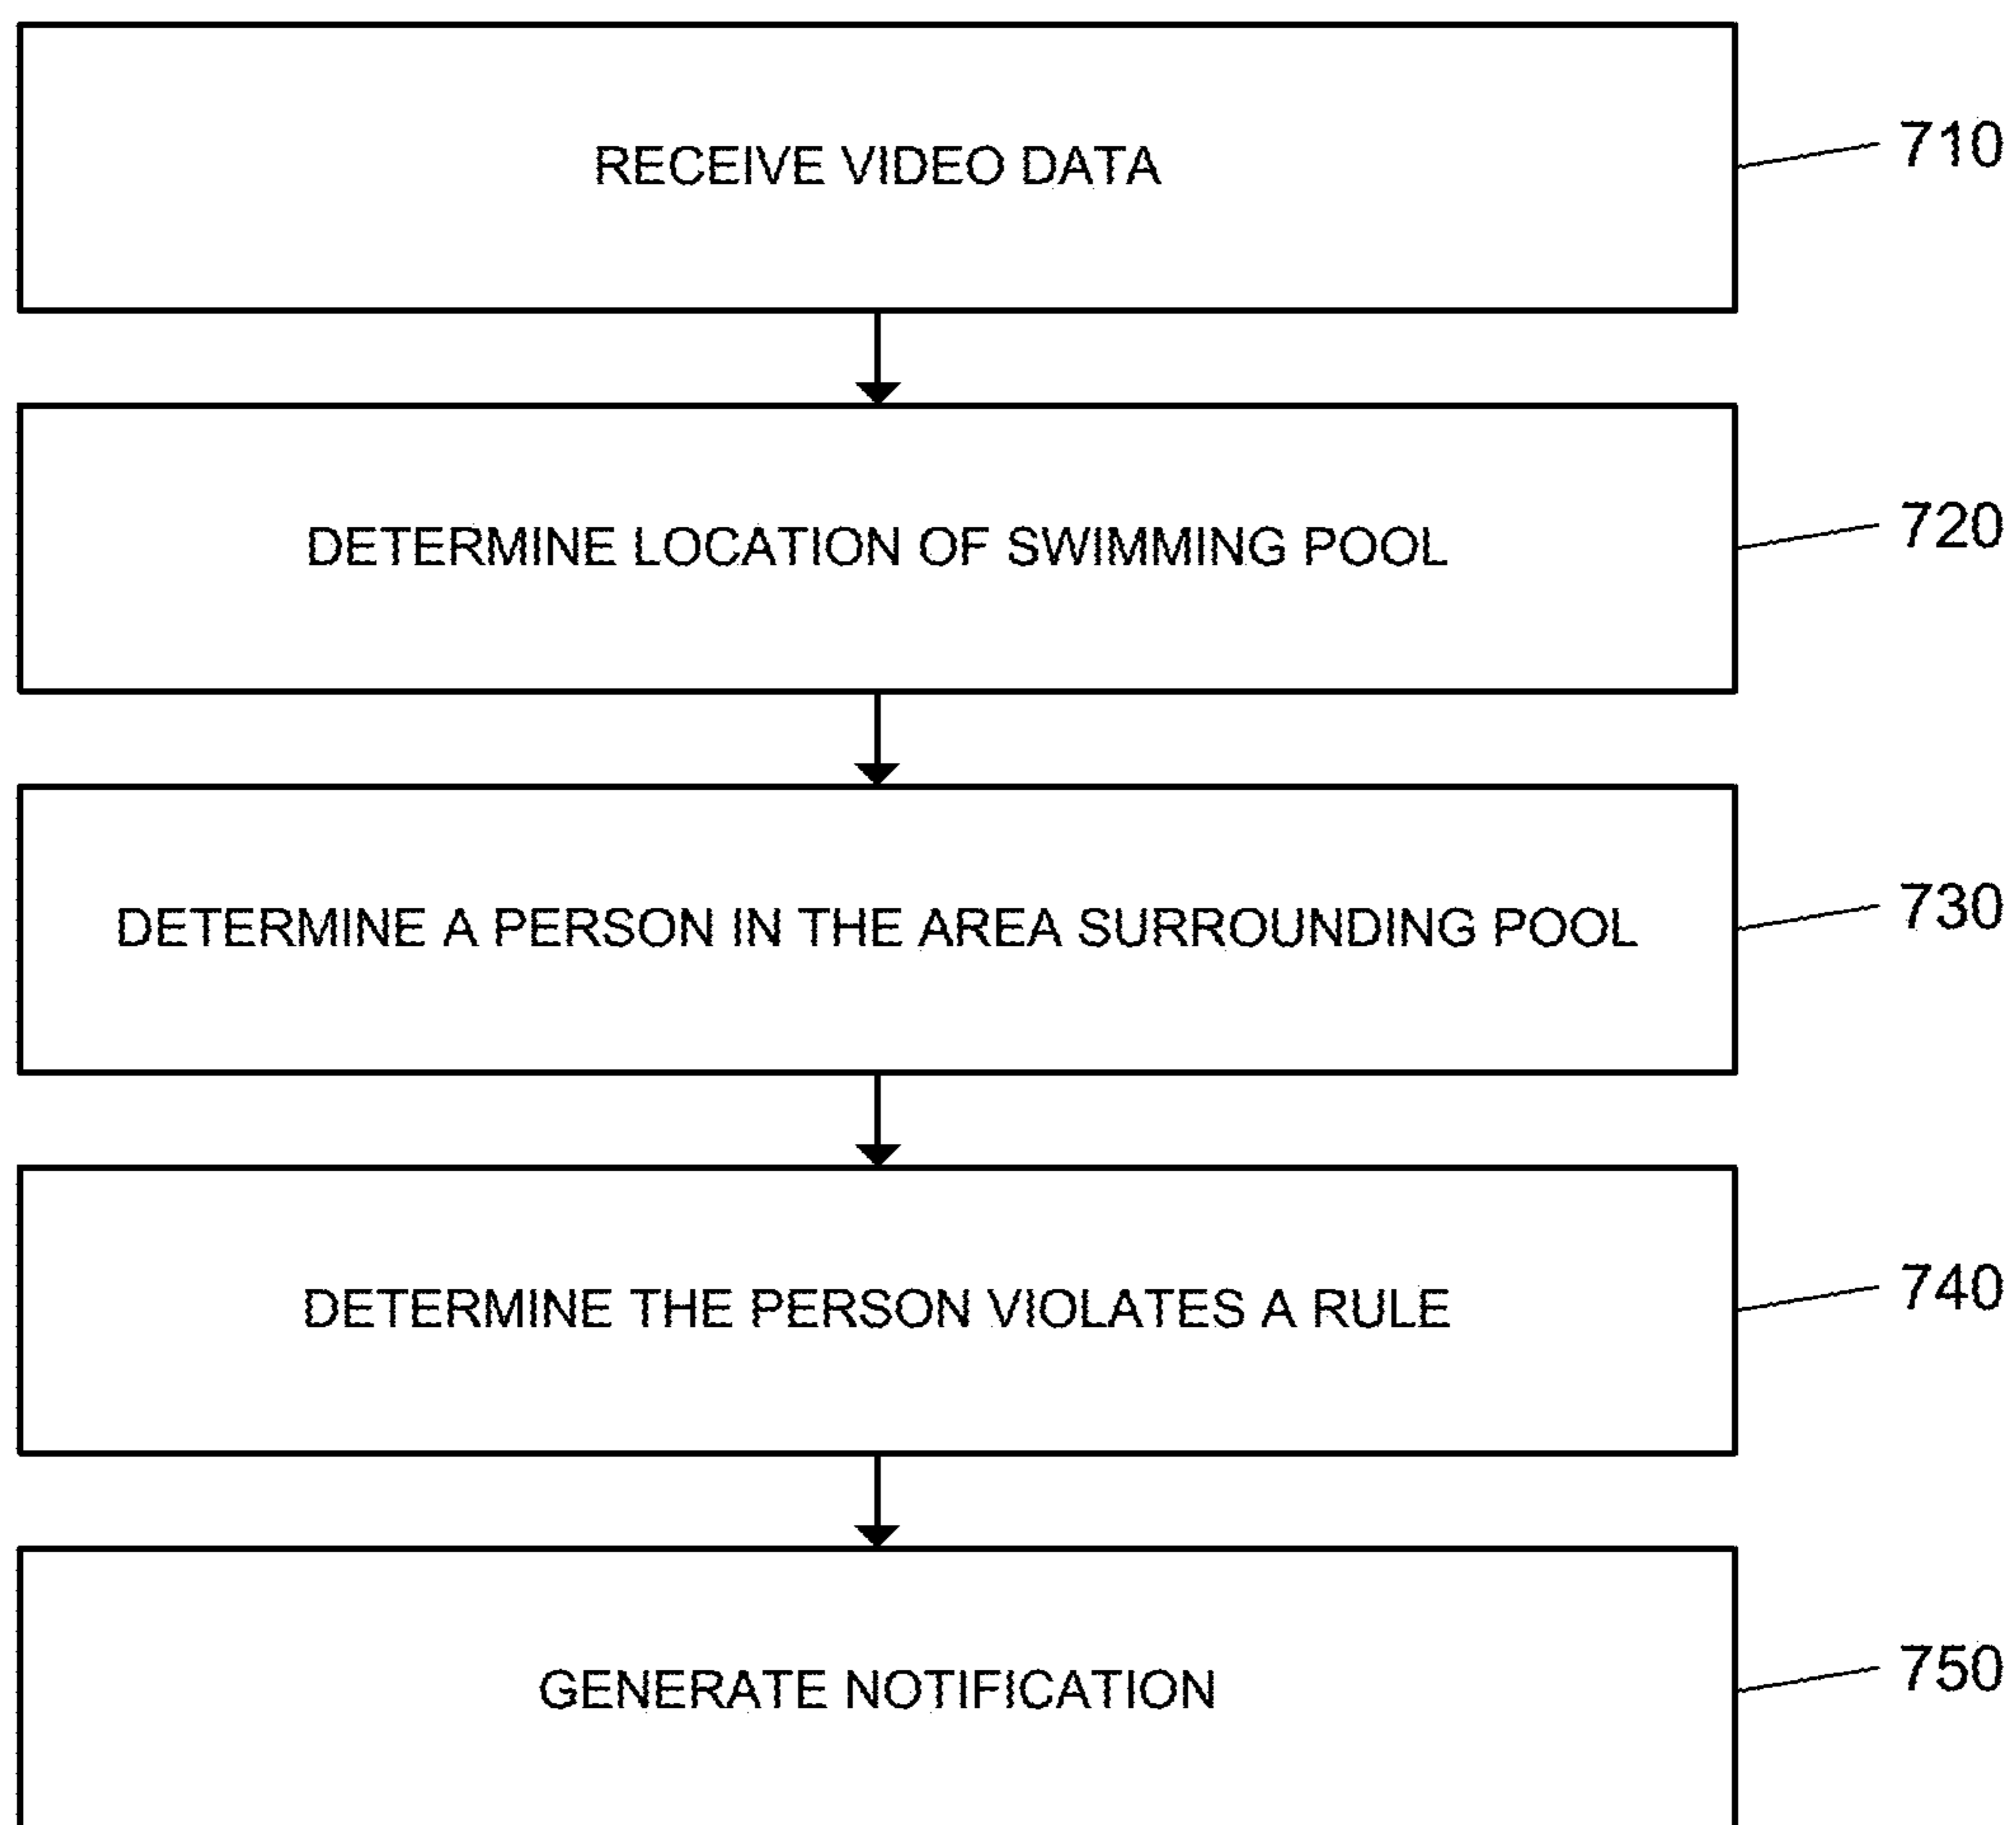 RECEIVE VIDEO DATA
710
DETERMINE LOCATION OF SWIMMING POOL
720
DETERMINE A PERSON IN THE AREA SURROUNDING POOL
730
DETERMINE THE PERSON VIOLATES A RULE
740
GENERATE NOTIFICATION
750